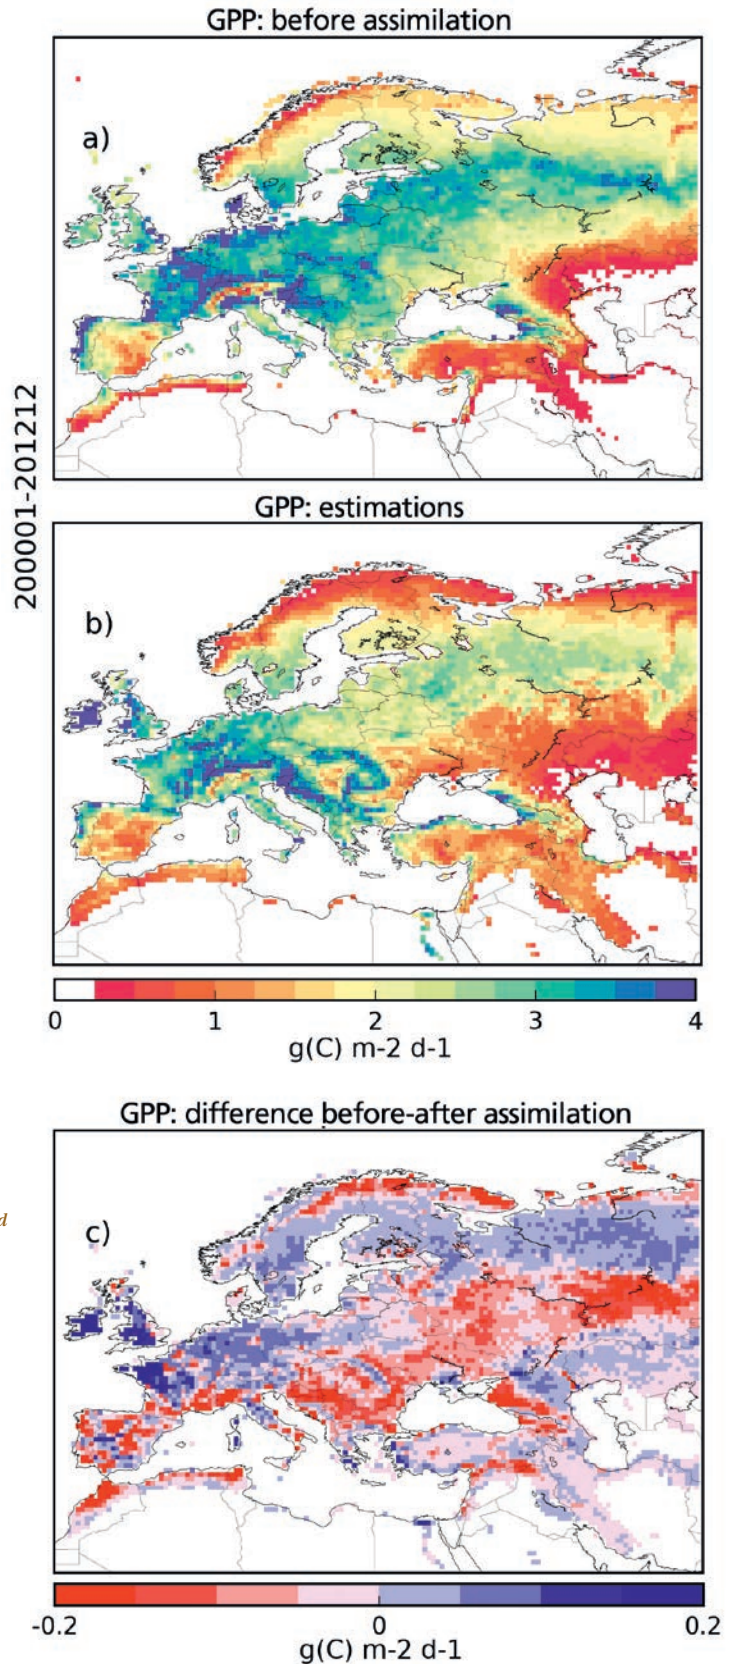 GPP: before assimilation
a)
200001-201212
GPP: estimations
b)
0 1 2 3 4
g(C) m-2 d-1
GPP: difference before-after assimilation
d
c)
-0.2 0 0.2
g(C) m-2 d-1